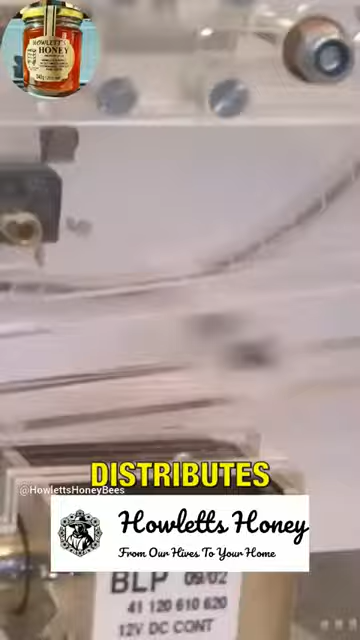 HOWLETT'S
HONEY
DISTRIBUTES
@HowlettsHoneyBees
Howletts Honey
From Our Hives To Your Home
BLP 09/02
41 120 610 620
12V DC CONT